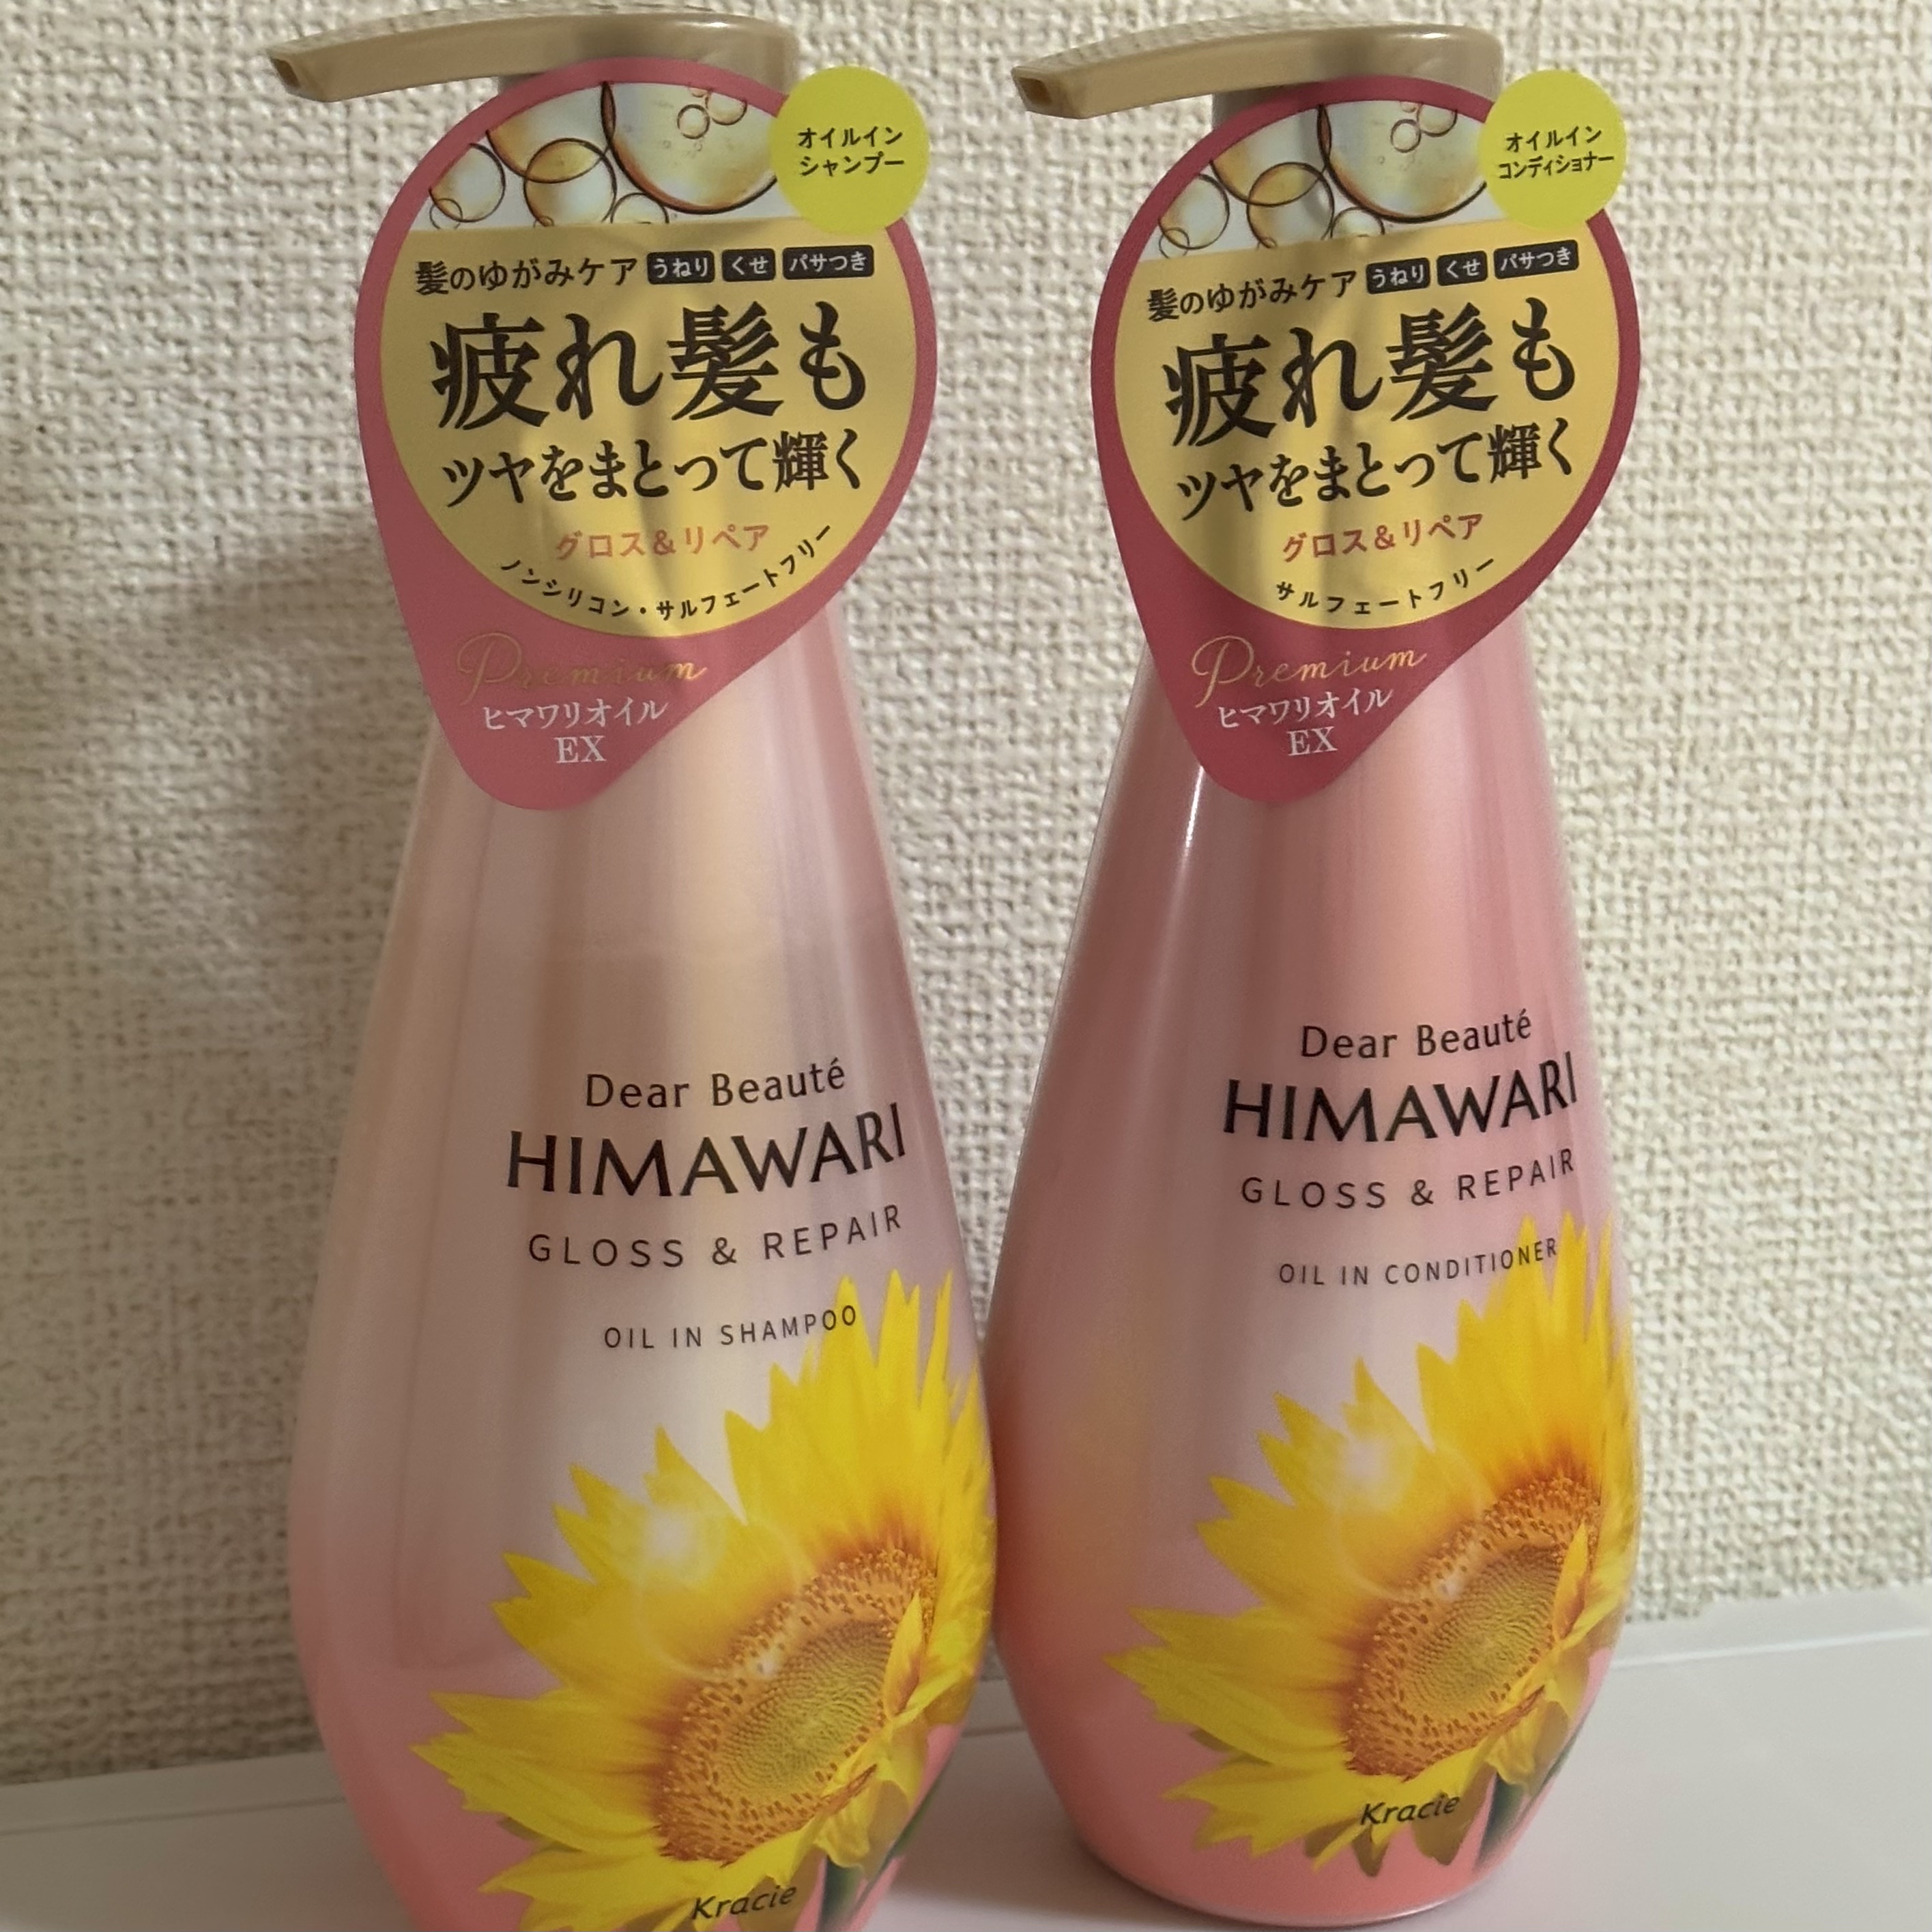 オイルイン
シャンプー
髪のゆがみケア うねり くせ パサつき
疲れ髪も
ツヤをまとって輝く
グロス&リペア
ノンシリコン・サルフェートフリー
Premium
ヒマワリオイル
EX
Dear Beauté
HIMAWARI
GLOSS & REPAIR
OIL IN SHAMPOO
Kracie
オイルイン
コンディショナー
髪のゆがみケア うねり くせ パサつき
疲れ髪も
ツヤをまとって輝く
グロス&リペア
サルフェートフリー
Premium
ヒマワリオイル
EX
Dear Beauté
HIMAWARI
GLOSS & REPAIR
OIL IN CONDITIONER
Kracie